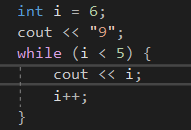 int i = 6;
cout << "9";
while (i < 5) {
    cout << i;
    i++;
}